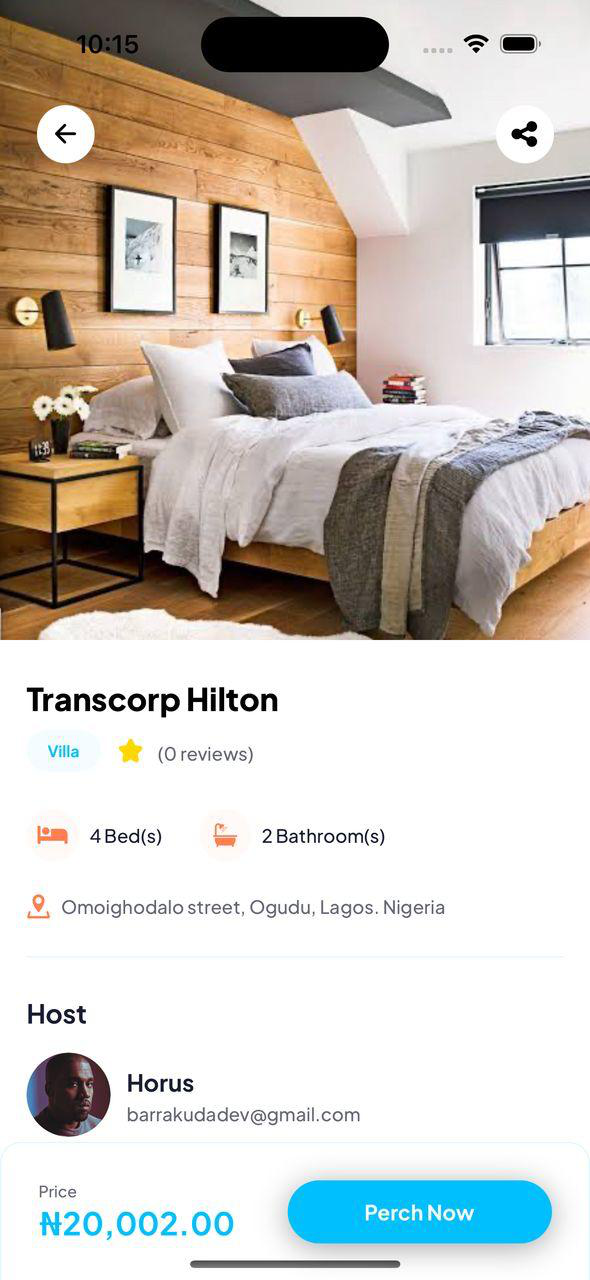 10:15
Transcorp Hilton
Villa
(0 reviews)
4 Bed(s)
2 Bathroom(s)
Omoighodalo street, Ogudu, Lagos. Nigeria
Host
Horus
barrakudadev@gmail.com
Price
₦20,002.00
Perch Now